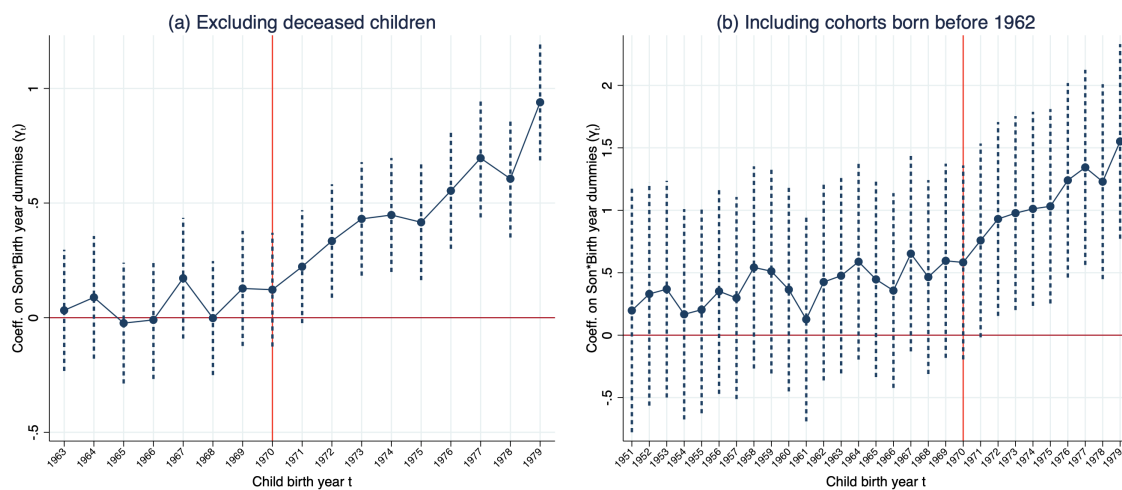 (a) Excluding deceased children
Coeff. on Son*Birth year dummies (γt)
1
.5
0
-.5
1963 1964 1965 1966 1967 1968 1969 1970 1971 1972 1973 1974 1975 1976 1977 1978 1979
Child birth year t
(b) Including cohorts born before 1962
Coeff. on Son*Birth year dummies (γt)
2
1.5
1
.5
0
-.5
1951 1952 1953 1954 1955 1956 1957 1958 1959 1960 1961 1962 1963 1964 1965 1966 1967 1968 1969 1970 1971 1972 1973 1974 1975 1976 1977 1978 1979
Child birth year t